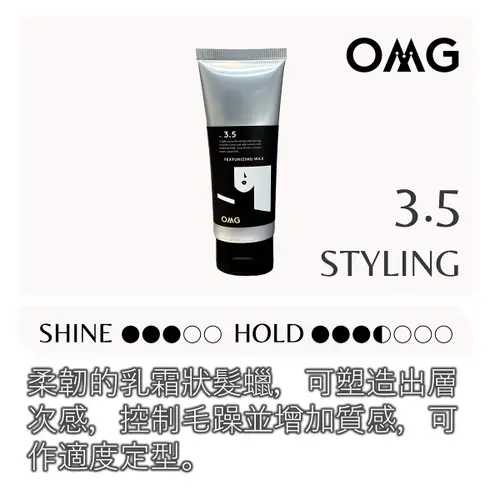 OMG
3.5
TEXTURIZING WAX
OMG
3.5
STYLING
SHINE HOLD
柔韌的乳霜狀髮蠟，可塑造出層
次感，控制毛躁並增加質感，可
作適度定型。